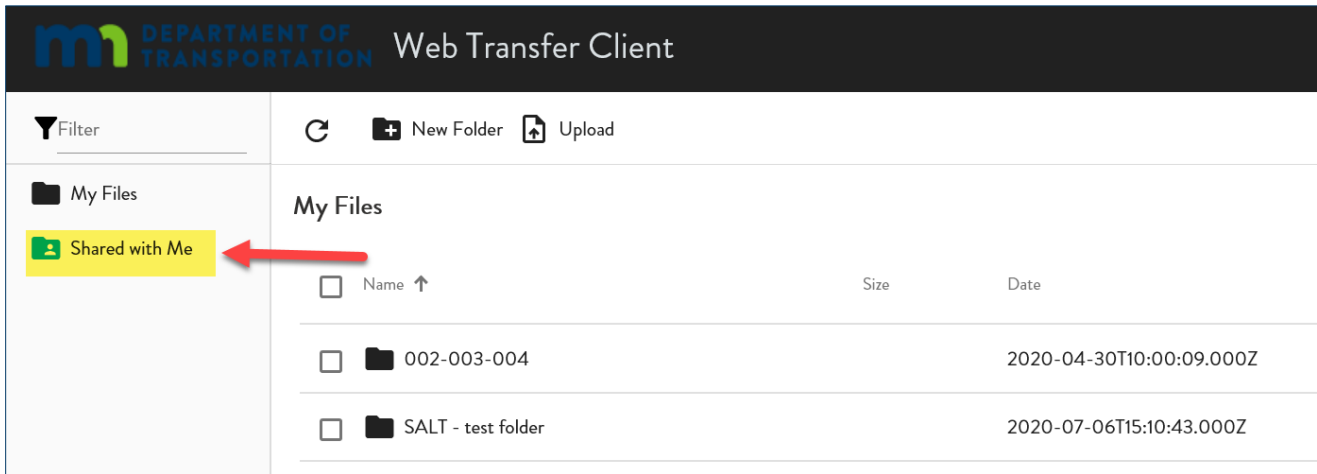 DEPARTMENT OF
TRANSPORTATION
Web Transfer Client
Filter
New Folder
Upload
My Files
Shared with Me
My Files
Name
Size
Date
002-003-004
2020-04-30T10:00:09.000Z
SALT - test folder
2020-07-06T15:10:43.000Z